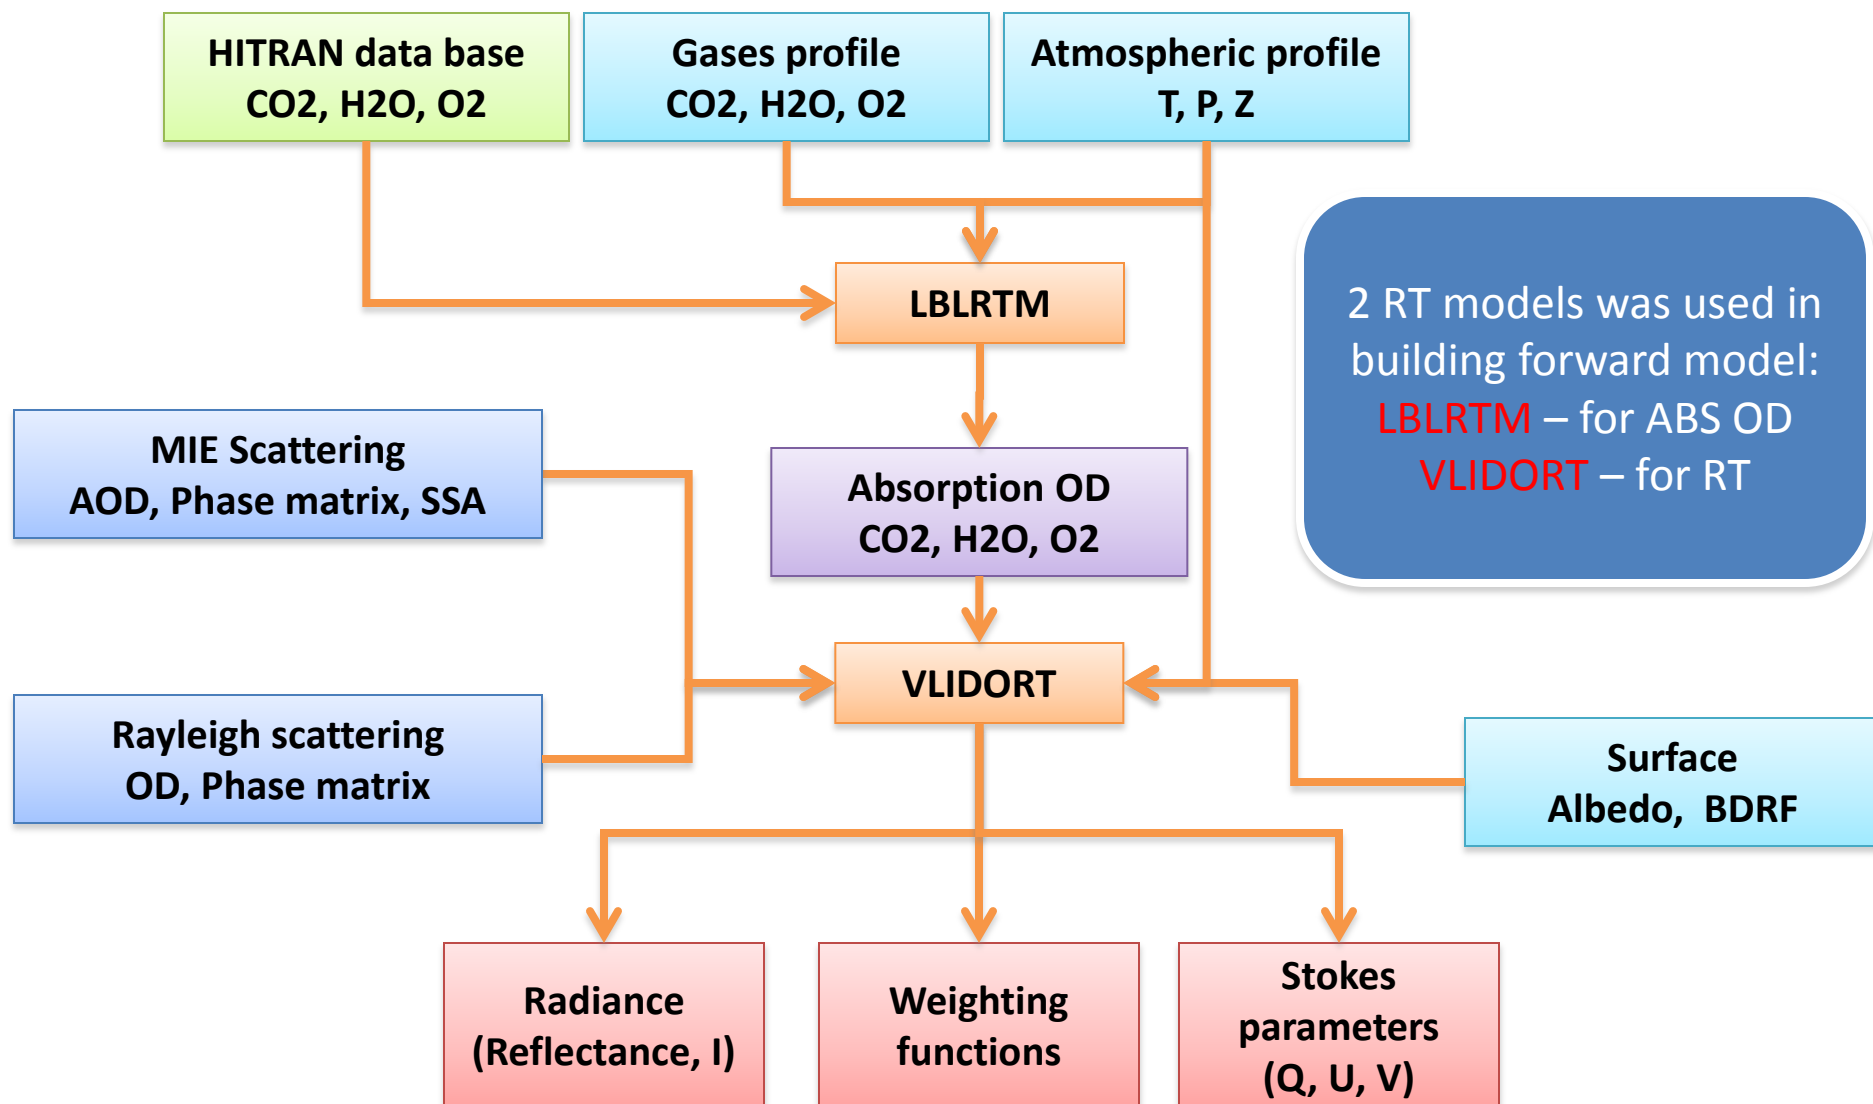 HITRAN data base
CO2, H2O, O2
Gases profile
CO2, H2O, O2
Atmospheric profile
T, P, Z
LBLRTM
2 RT models was used in
building forward model:
LBLRTM – for ABS OD
VLIDORT – for RT
MIE Scattering
AOD, Phase matrix, SSA
Absorption OD
CO2, H2O, O2
VLIDORT
Rayleigh scattering
OD, Phase matrix
Surface
Albedo,  BDRF
Radiance
(Reflectance, I)
Weighting
functions
Stokes
parameters
(Q, U, V)